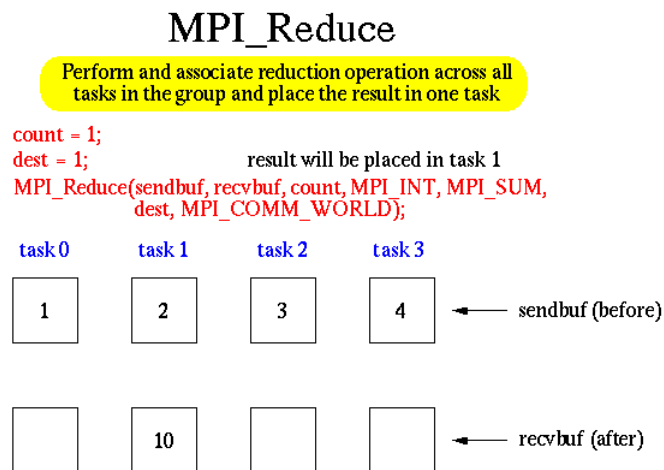 MPI_Reduce
Perform and associate reduction operation across all
tasks in the group and place the result in one task
count = 1;
dest = 1; result will be placed in task 1
MPI_Reduce(sendbuf, recvbuf, count, MPI_INT, MPI_SUM,
dest, MPI_COMM_WORLD);
task 0 task 1 task 2 task 3
1 2 3 4 sendbuf (before)
10 recvbuf (after)